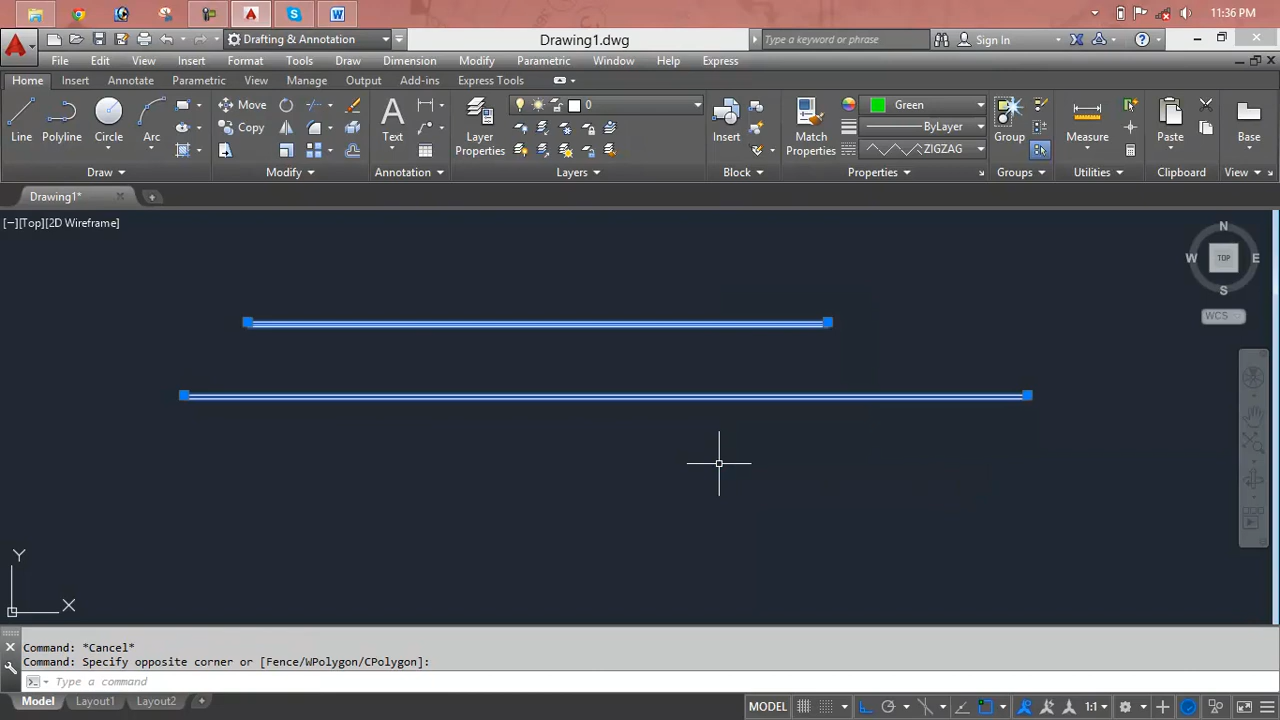 11:36 PM
Drafting & Annotation
Drawing1.dwg
Type a keyword or phrase
Sign In
File Edit View Insert Format Tools Draw Dimension Modify Parametric Window Help Express
Home Insert Annotate Parametric View Manage Output Add-ins Express Tools
Line Polyline Circle Arc
Move
Copy
Text
Layer Properties
0
Insert
Match Properties
Green
ByLayer
ZIGZAG
Group
Measure
Paste
Base
Draw Modify Annotation Layers Block Properties Groups Utilities Clipboard View
Drawing1*
[−][Top][2D Wireframe]
N
W TOP E
S
WCS
Y
X
Command: *Cancel*
Command: Specify opposite corner or [Fence/WPolygon/CPolygon]:
Type a command
Model Layout1 Layout2
MODEL
1:1